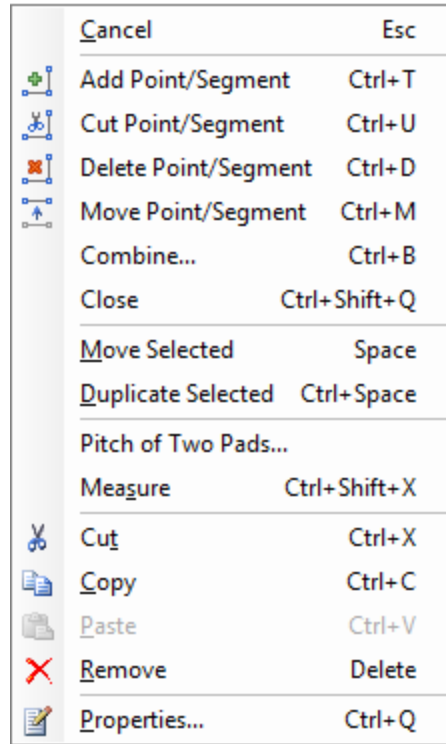 Cancel Esc
Add Point/Segment Ctrl+T
Cut Point/Segment Ctrl+U
Delete Point/Segment Ctrl+D
Move Point/Segment Ctrl+M
Combine... Ctrl+B
Close Ctrl+Shift+Q
Move Selected Space
Duplicate Selected Ctrl+Space
Pitch of Two Pads...
Measure Ctrl+Shift+X
Cut Ctrl+X
Copy Ctrl+C
Paste Ctrl+V
Remove Delete
Properties... Ctrl+Q